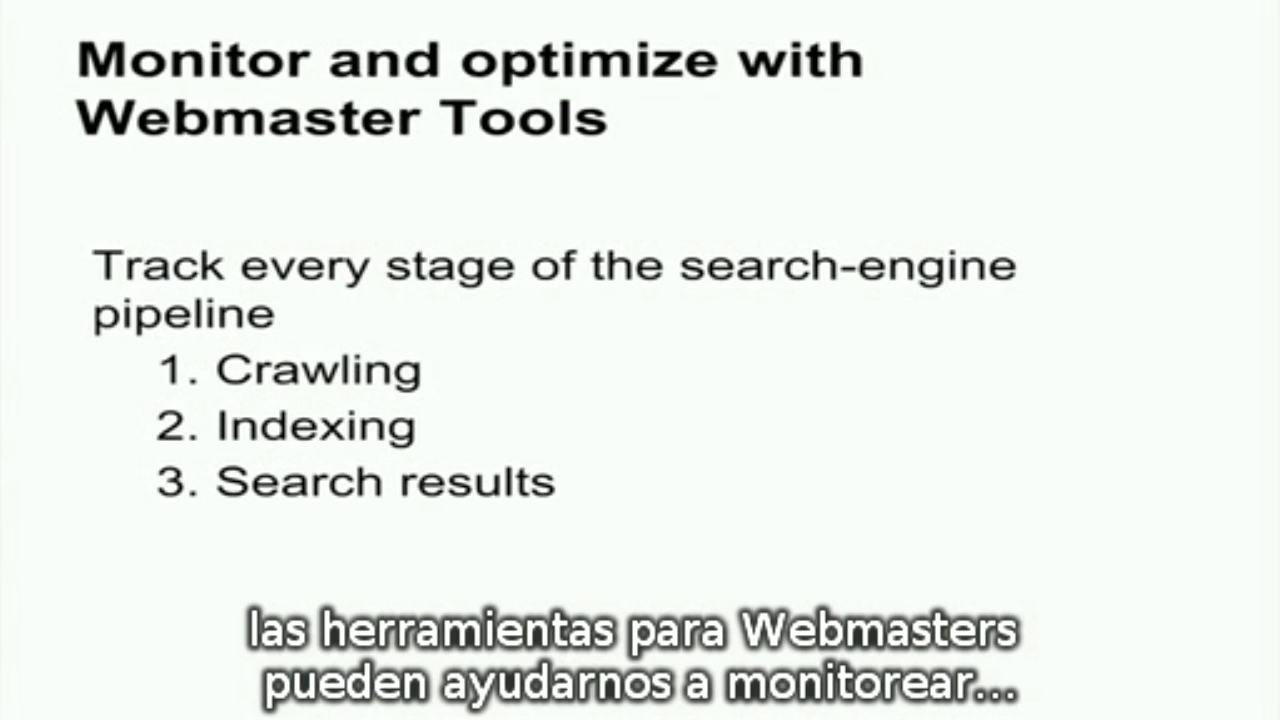 Monitor and optimize with
Webmaster Tools
Track every stage of the search-engine
pipeline
1. Crawling
2. Indexing
3. Search results
las herramientas para Webmasters
pueden ayudarnos a monitorear...